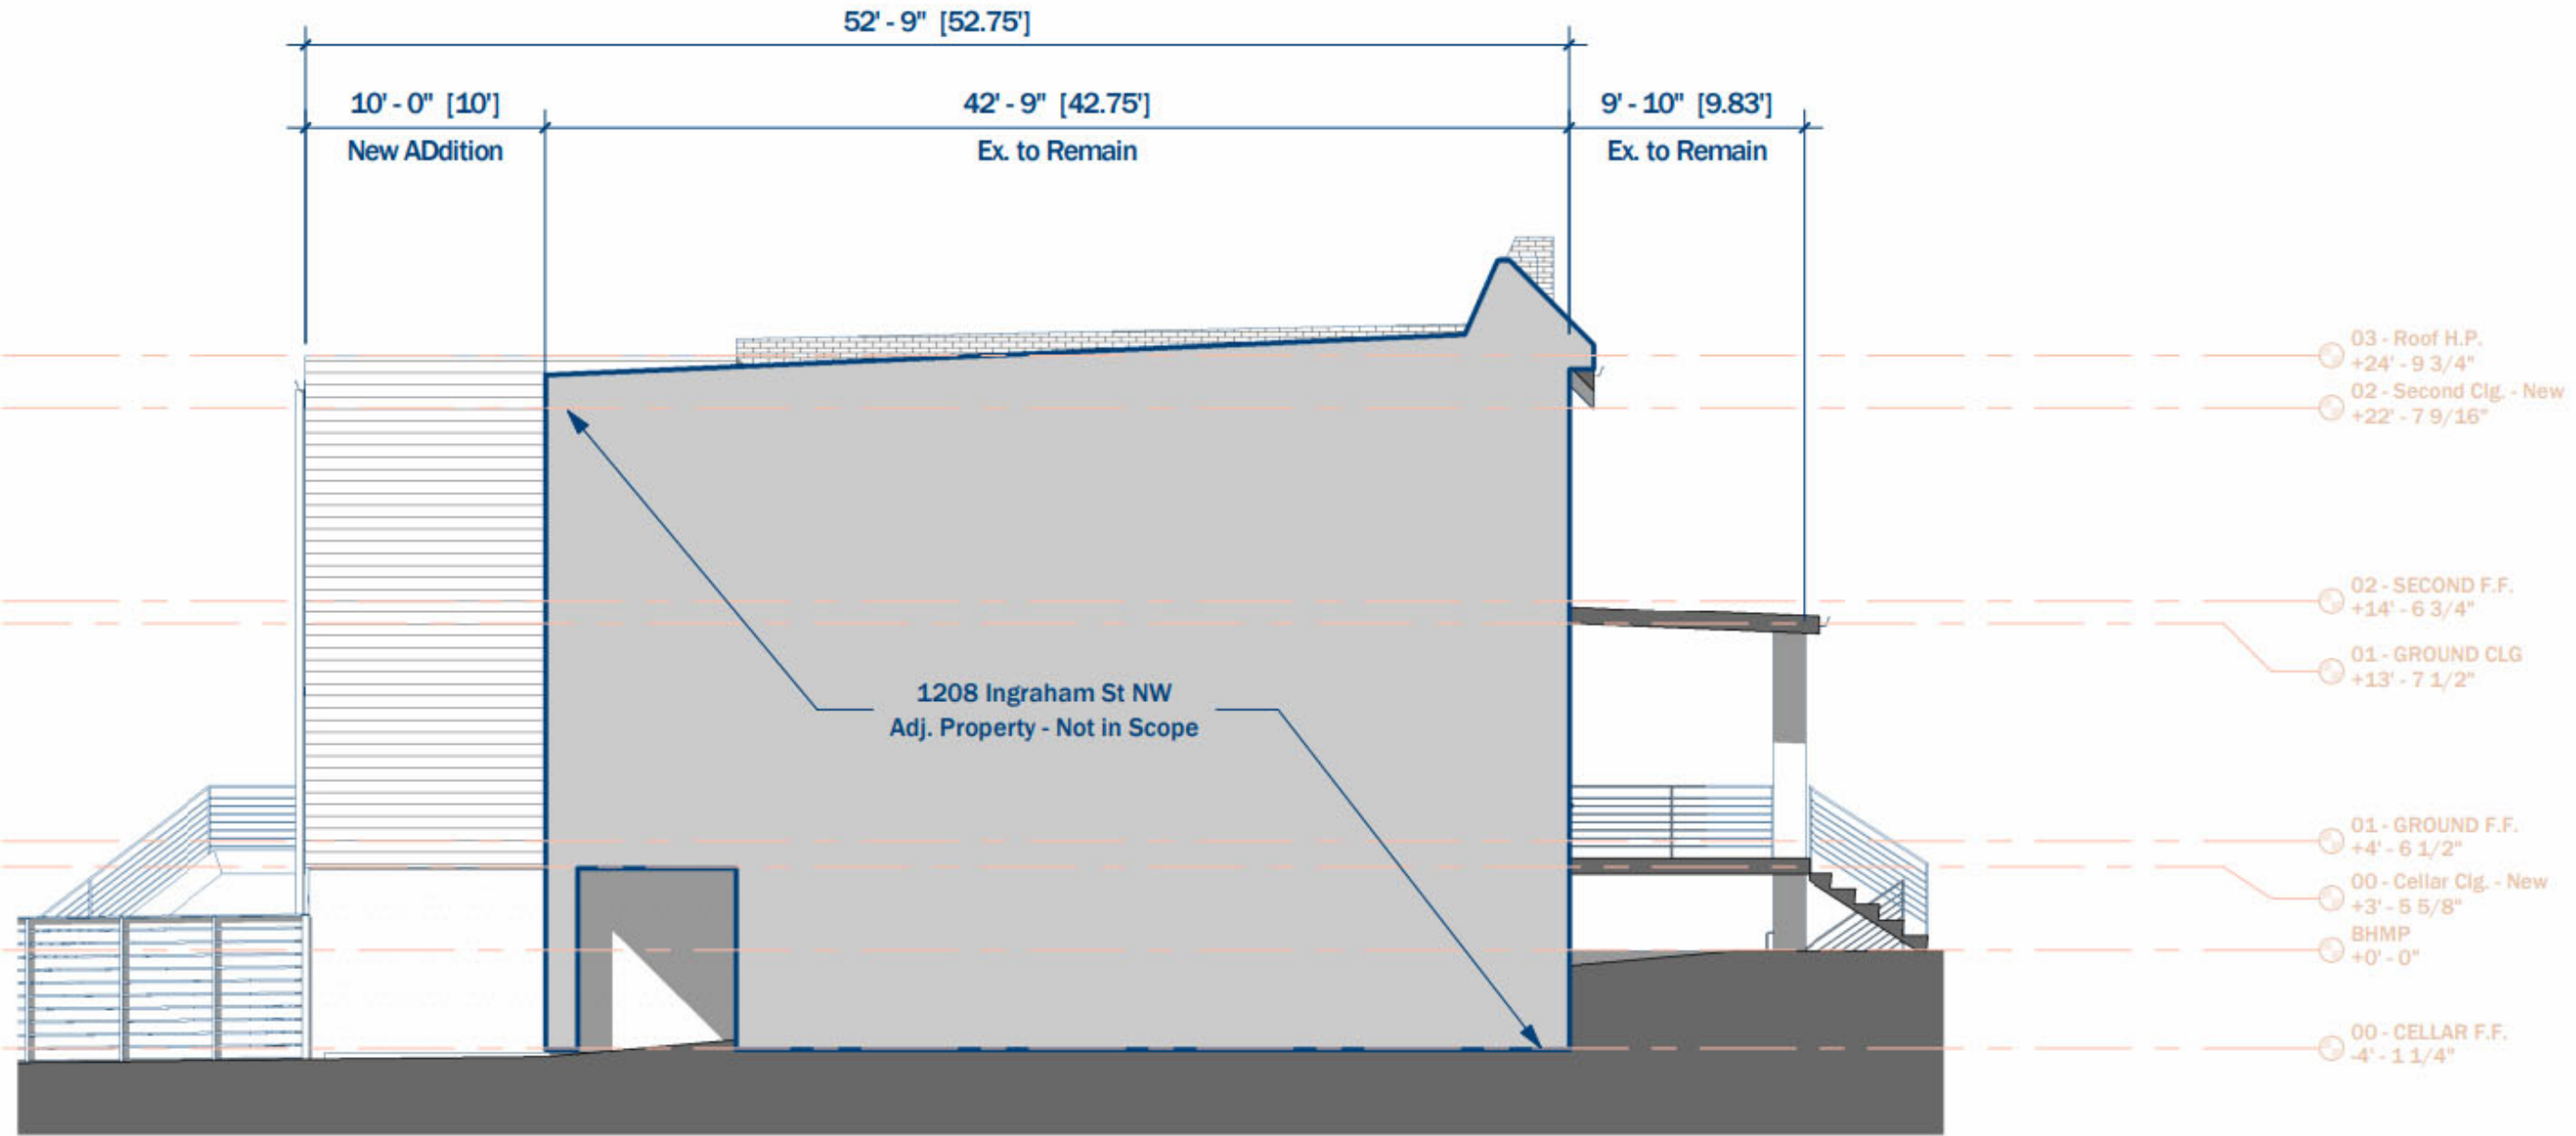 52' - 9" [52.75']
10' - 0" [10']
42' - 9" [42.75']
9' - 10" [9.83']
New ADdition
Ex. to Remain
Ex. to Remain
03 - Roof H.P.
+24' - 9 3/4"
02 - Second Clg. - New
+22' - 7 9/16"
02 - SECOND F.F.
+14' - 6 3/4"
01 - GROUND CLG
+13' - 7 1/2"
1208 Ingraham St NW
Adj. Property - Not in Scope
01 - GROUND F.F.
+4' - 6 1/2"
00 - Cellar Clg. - New
+3' - 5 5/8"
BHMP
+0' - 0"
00 - CELLAR F.F.
-4' - 1 1/4"